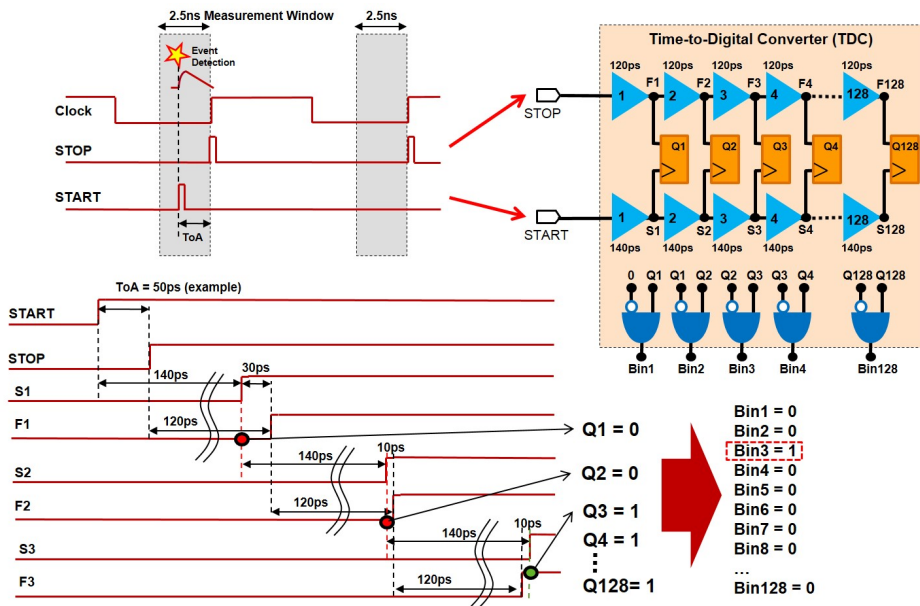 2.5ns Measurement Window
2.5ns
Event
Detection
Clock
STOP
START
ToA
Time-to-Digital Converter (TDC)
120ps 120ps 120ps 120ps 120ps
1 F1 2 F2 3 F3 4 F4 128 F128
STOP
Q1 Q2 Q3 Q4 Q128
START
1 S1 2 S2 3 S3 4 S4 128 S128
140ps 140ps 140ps 140ps 140ps
0 Q1 Q1 Q2 Q2 Q3 Q3 Q4 Q128 Q128
Bin1 Bin2 Bin3 Bin4 Bin128
ToA = 50ps (example)
START
STOP
140ps 30ps
S1
120ps
F1
140ps 10ps
S2
120ps
F2
140ps 10ps
S3
120ps
F3
Q1 = 0
Q2 = 0
Q3 = 1
Q4 = 1
Q128 = 1
Bin1 = 0
Bin2 = 0
Bin3 = 1
Bin4 = 0
Bin5 = 0
Bin6 = 0
Bin7 = 0
Bin8 = 0
...
Bin128 = 0